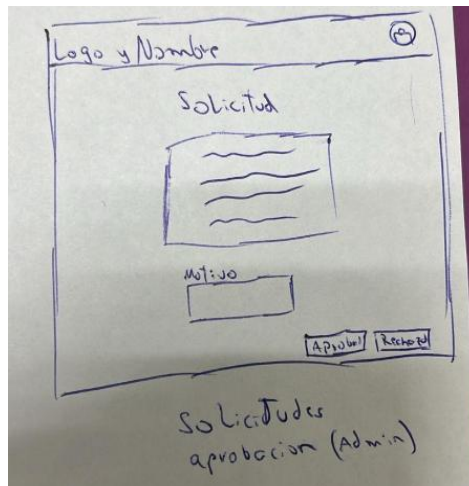 Logo y Nombre
Solicitud
Motivo
Aprobar Rechazar
Solicitudes
aprobacion (Admin)